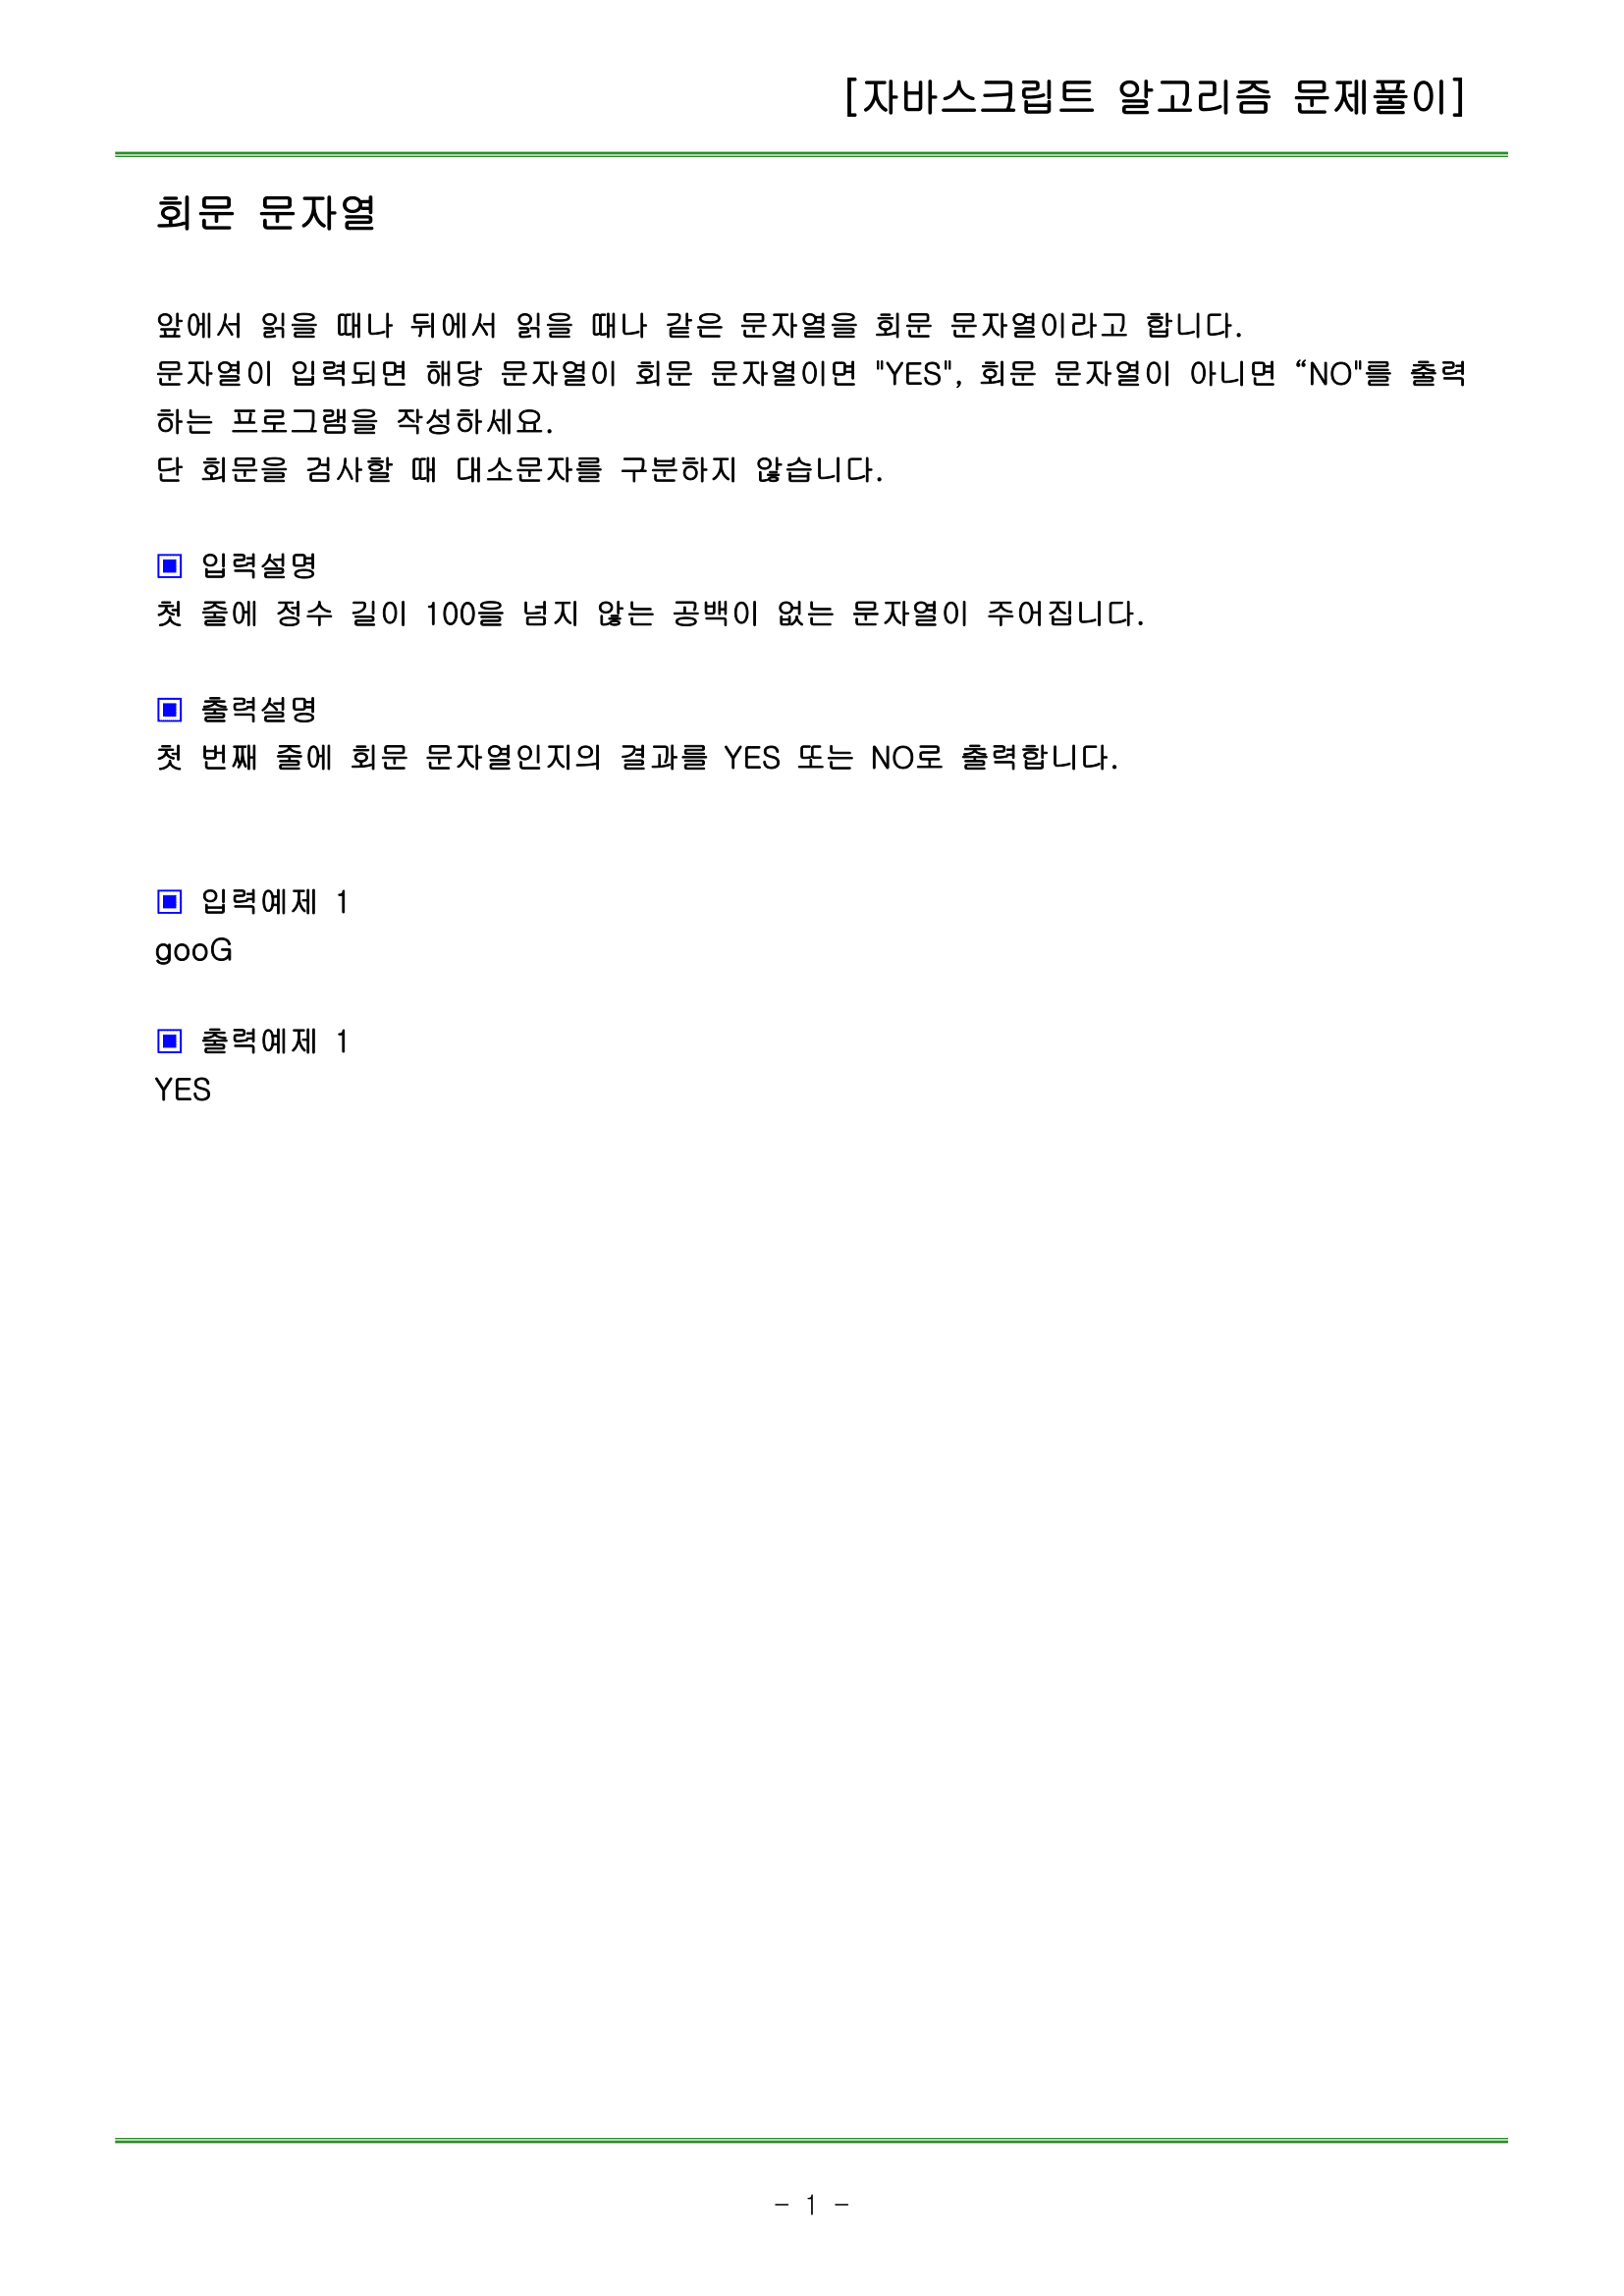 [자바스크립트 알고리즘 문제풀이]
회문 문자열
앞에서 읽을 때나 뒤에서 읽을 때나 같은 문자열을 회문 문자열이라고 합니다.
문자열이 입력되면 해당 문자열이 회문 문자열이면 "YES", 회문 문자열이 아니면 “NO"를 출력
하는 프로그램을 작성하세요.
단 회문을 검사할 때 대소문자를 구분하지 않습니다.
▣ 입력설명
첫 줄에 정수 길이 100을 넘지 않는 공백이 없는 문자열이 주어집니다.
▣ 출력설명
첫 번째 줄에 회문 문자열인지의 결과를 YES 또는 NO로 출력합니다.
▣ 입력예제 1
gooG
▣ 출력예제 1
YES
- 1 -